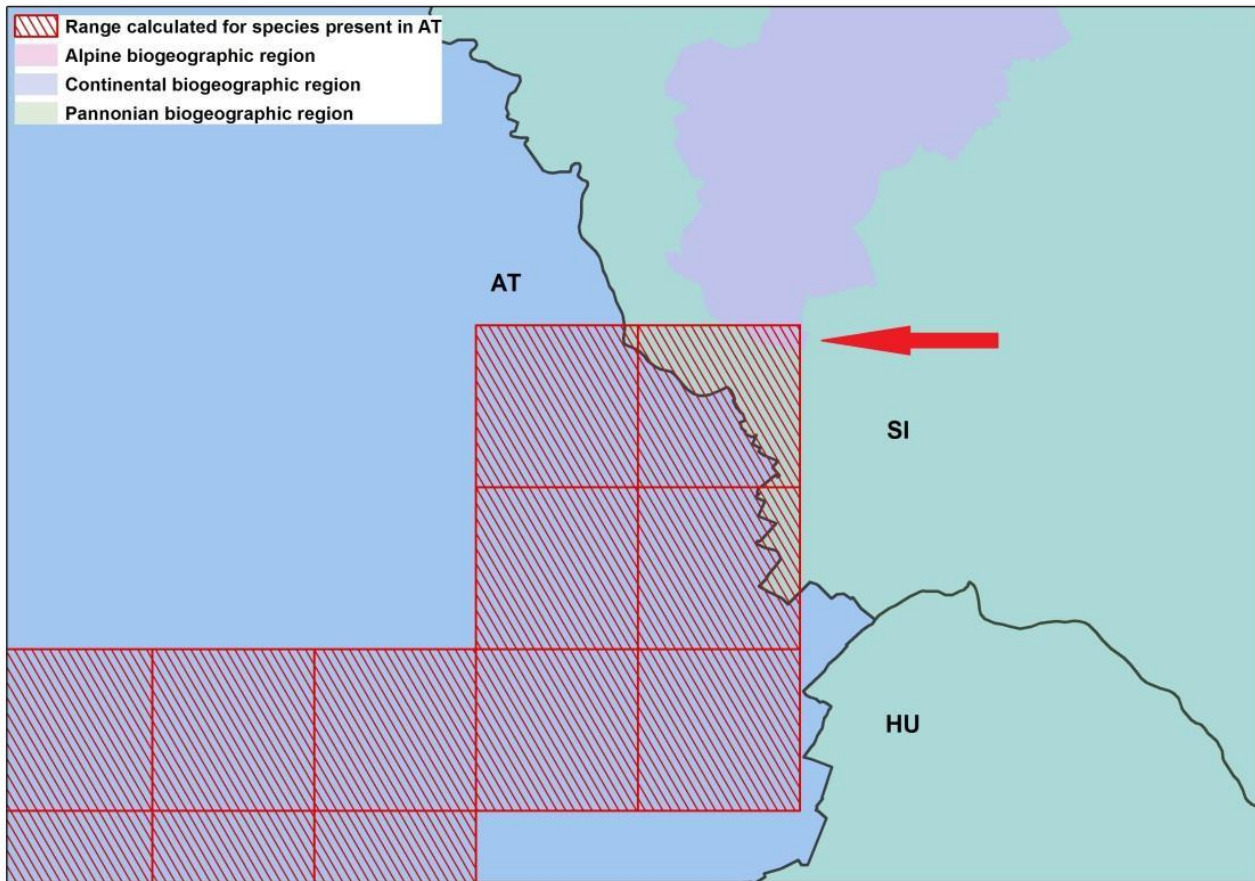 Range calculated for species present in AT
Alpine biogeographic region
Continental biogeographic region
Pannonian biogeographic region
AT
SI
HU